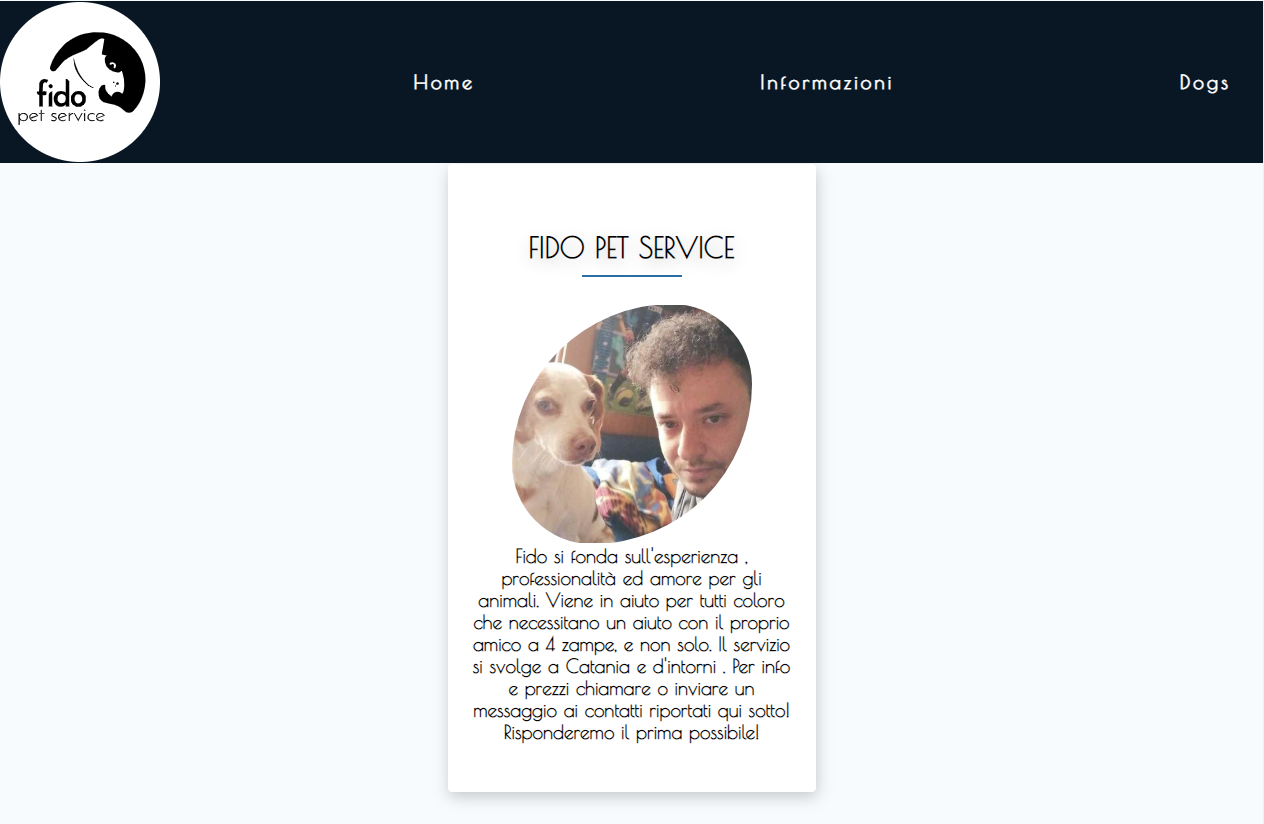 fido
pet service
Home
Informazioni
Dogs
FIDO PET SERVICE
Fido si fonda sull'esperienza ,
professionalità ed amore per gli
animali. Viene in aiuto per tutti coloro
che necessitano un aiuto con il proprio
amico a 4 zampe, e non solo. Il servizio
si svolge a Catania e d'intorni . Per info
e prezzi chiamare o inviare un
messaggio ai contatti riportati qui sotto!
Risponderemo il prima possibile!